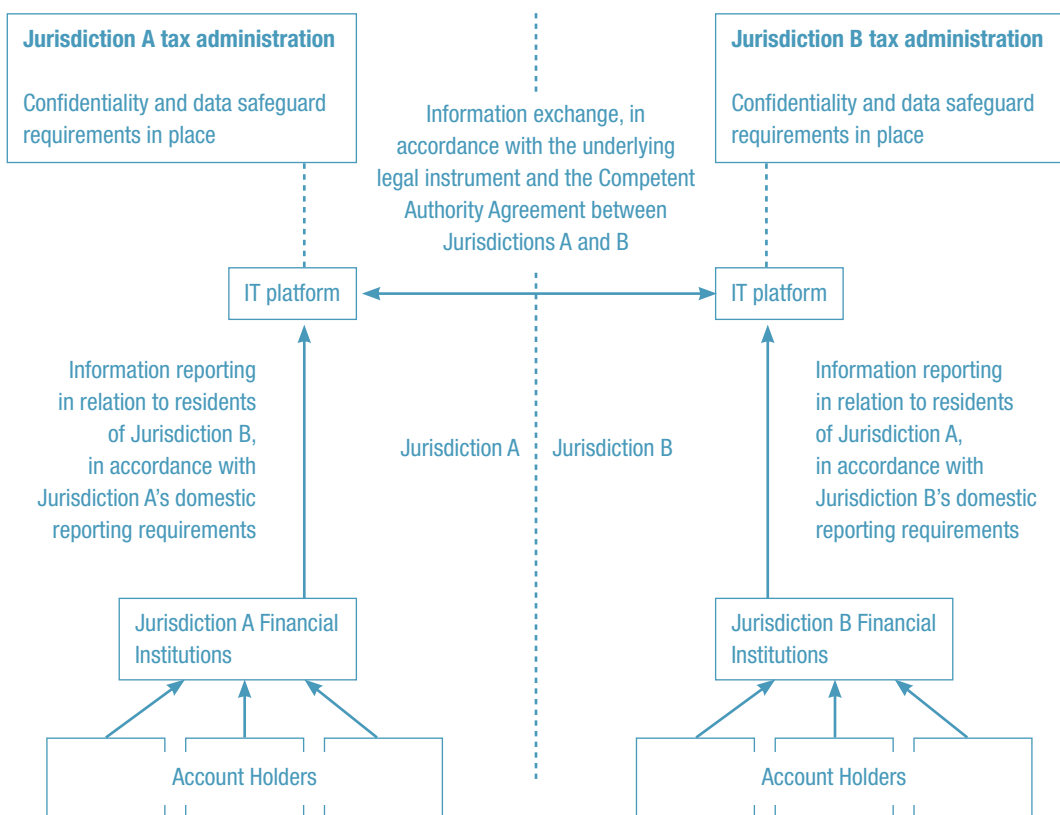 Jurisdiction A tax administration
Confidentiality and data safeguard
requirements in place
Information exchange, in
accordance with the underlying
legal instrument and the Competent
Authority Agreement between
Jurisdictions A and B
Jurisdiction B tax administration
Confidentiality and data safeguard
requirements in place
IT platform
IT platform
Information reporting
in relation to residents
of Jurisdiction B,
in accordance with
Jurisdiction A’s domestic
reporting requirements
Jurisdiction A
Jurisdiction B
Information reporting
in relation to residents
of Jurisdiction A,
in accordance with
Jurisdiction B’s domestic
reporting requirements
Jurisdiction A Financial
Institutions
Jurisdiction B Financial
Institutions
Account Holders
Account Holders